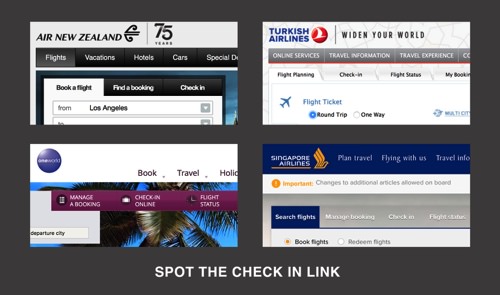 AIR NEW ZEALAND 75 YEARS
Flights Vacations Hotels Cars Special De
Book a flight Find a booking Check in
from Los Angeles
to
TURKISH AIRLINES WIDEN YOUR WORLD
ONLINE SERVICES TRAVEL INFORMATION TRAVEL EXPERIENCE CO
Flight Planning Check-in Flight Status My Bookin
Flight Ticket
Round Trip One Way MULTI CITY
oneworld
Book Travel Holid
MANAGE A BOOKING CHECK-IN ONLINE FLIGHT STATUS
departure city
SINGAPORE AIRLINES Plan travel Flying with us Travel info
Important: Changes to additional articles allowed on board
Search flights Manage booking Check in Flight status
Book flights Redeem flights
SPOT THE CHECK IN LINK